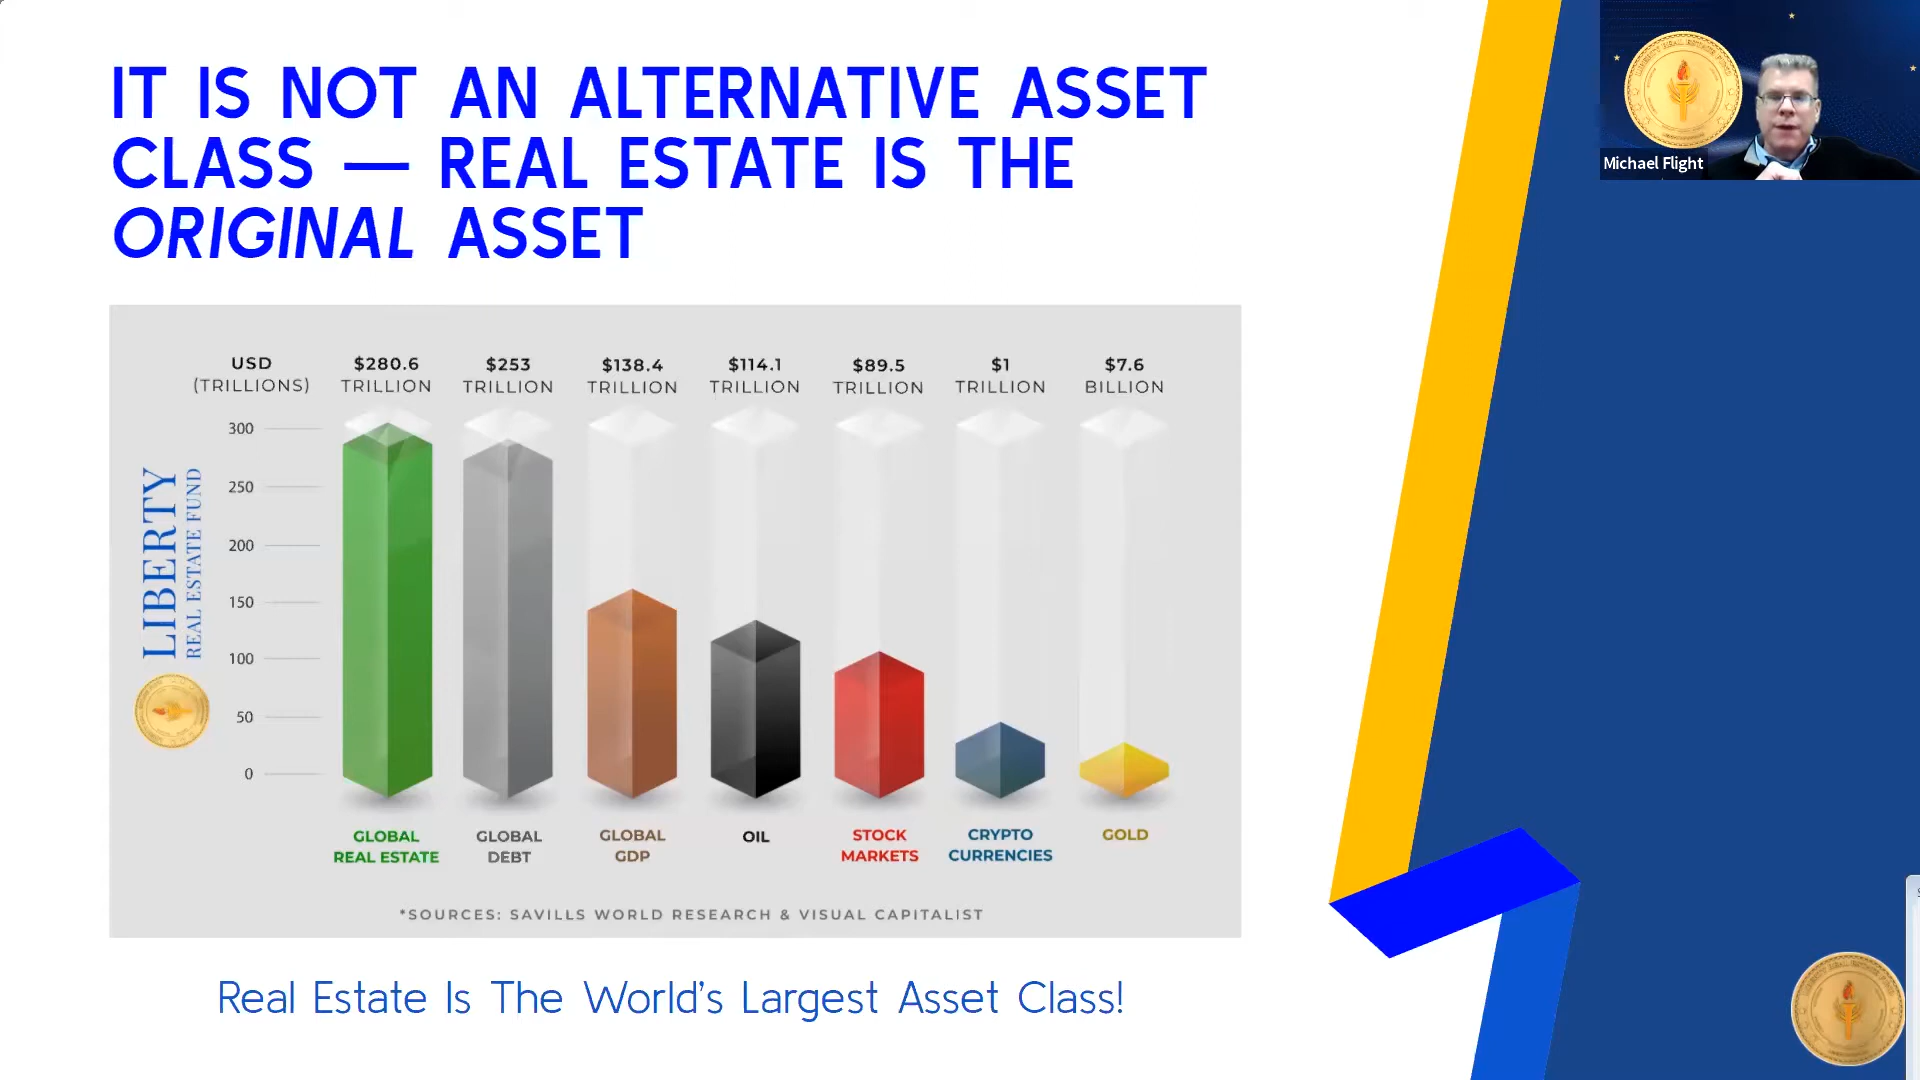 IT IS NOT AN ALTERNATIVE ASSET
CLASS — REAL ESTATE IS THE
ORIGINAL ASSET
Michael Flight
USD
(TRILLIONS)
$280.6
TRILLION
$253
TRILLION
$138.4
TRILLION
$114.1
TRILLION
$89.5
TRILLION
$1
TRILLION
$7.6
BILLION
300
250
200
150
100
50
0
LIBERTY
REAL ESTATE FUND
GLOBAL
REAL ESTATE
GLOBAL
DEBT
GLOBAL
GDP
OIL
STOCK
MARKETS
CRYPTO
CURRENCIES
GOLD
*SOURCES: SAVILLS WORLD RESEARCH & VISUAL CAPITALIST
Real Estate Is The World's Largest Asset Class!